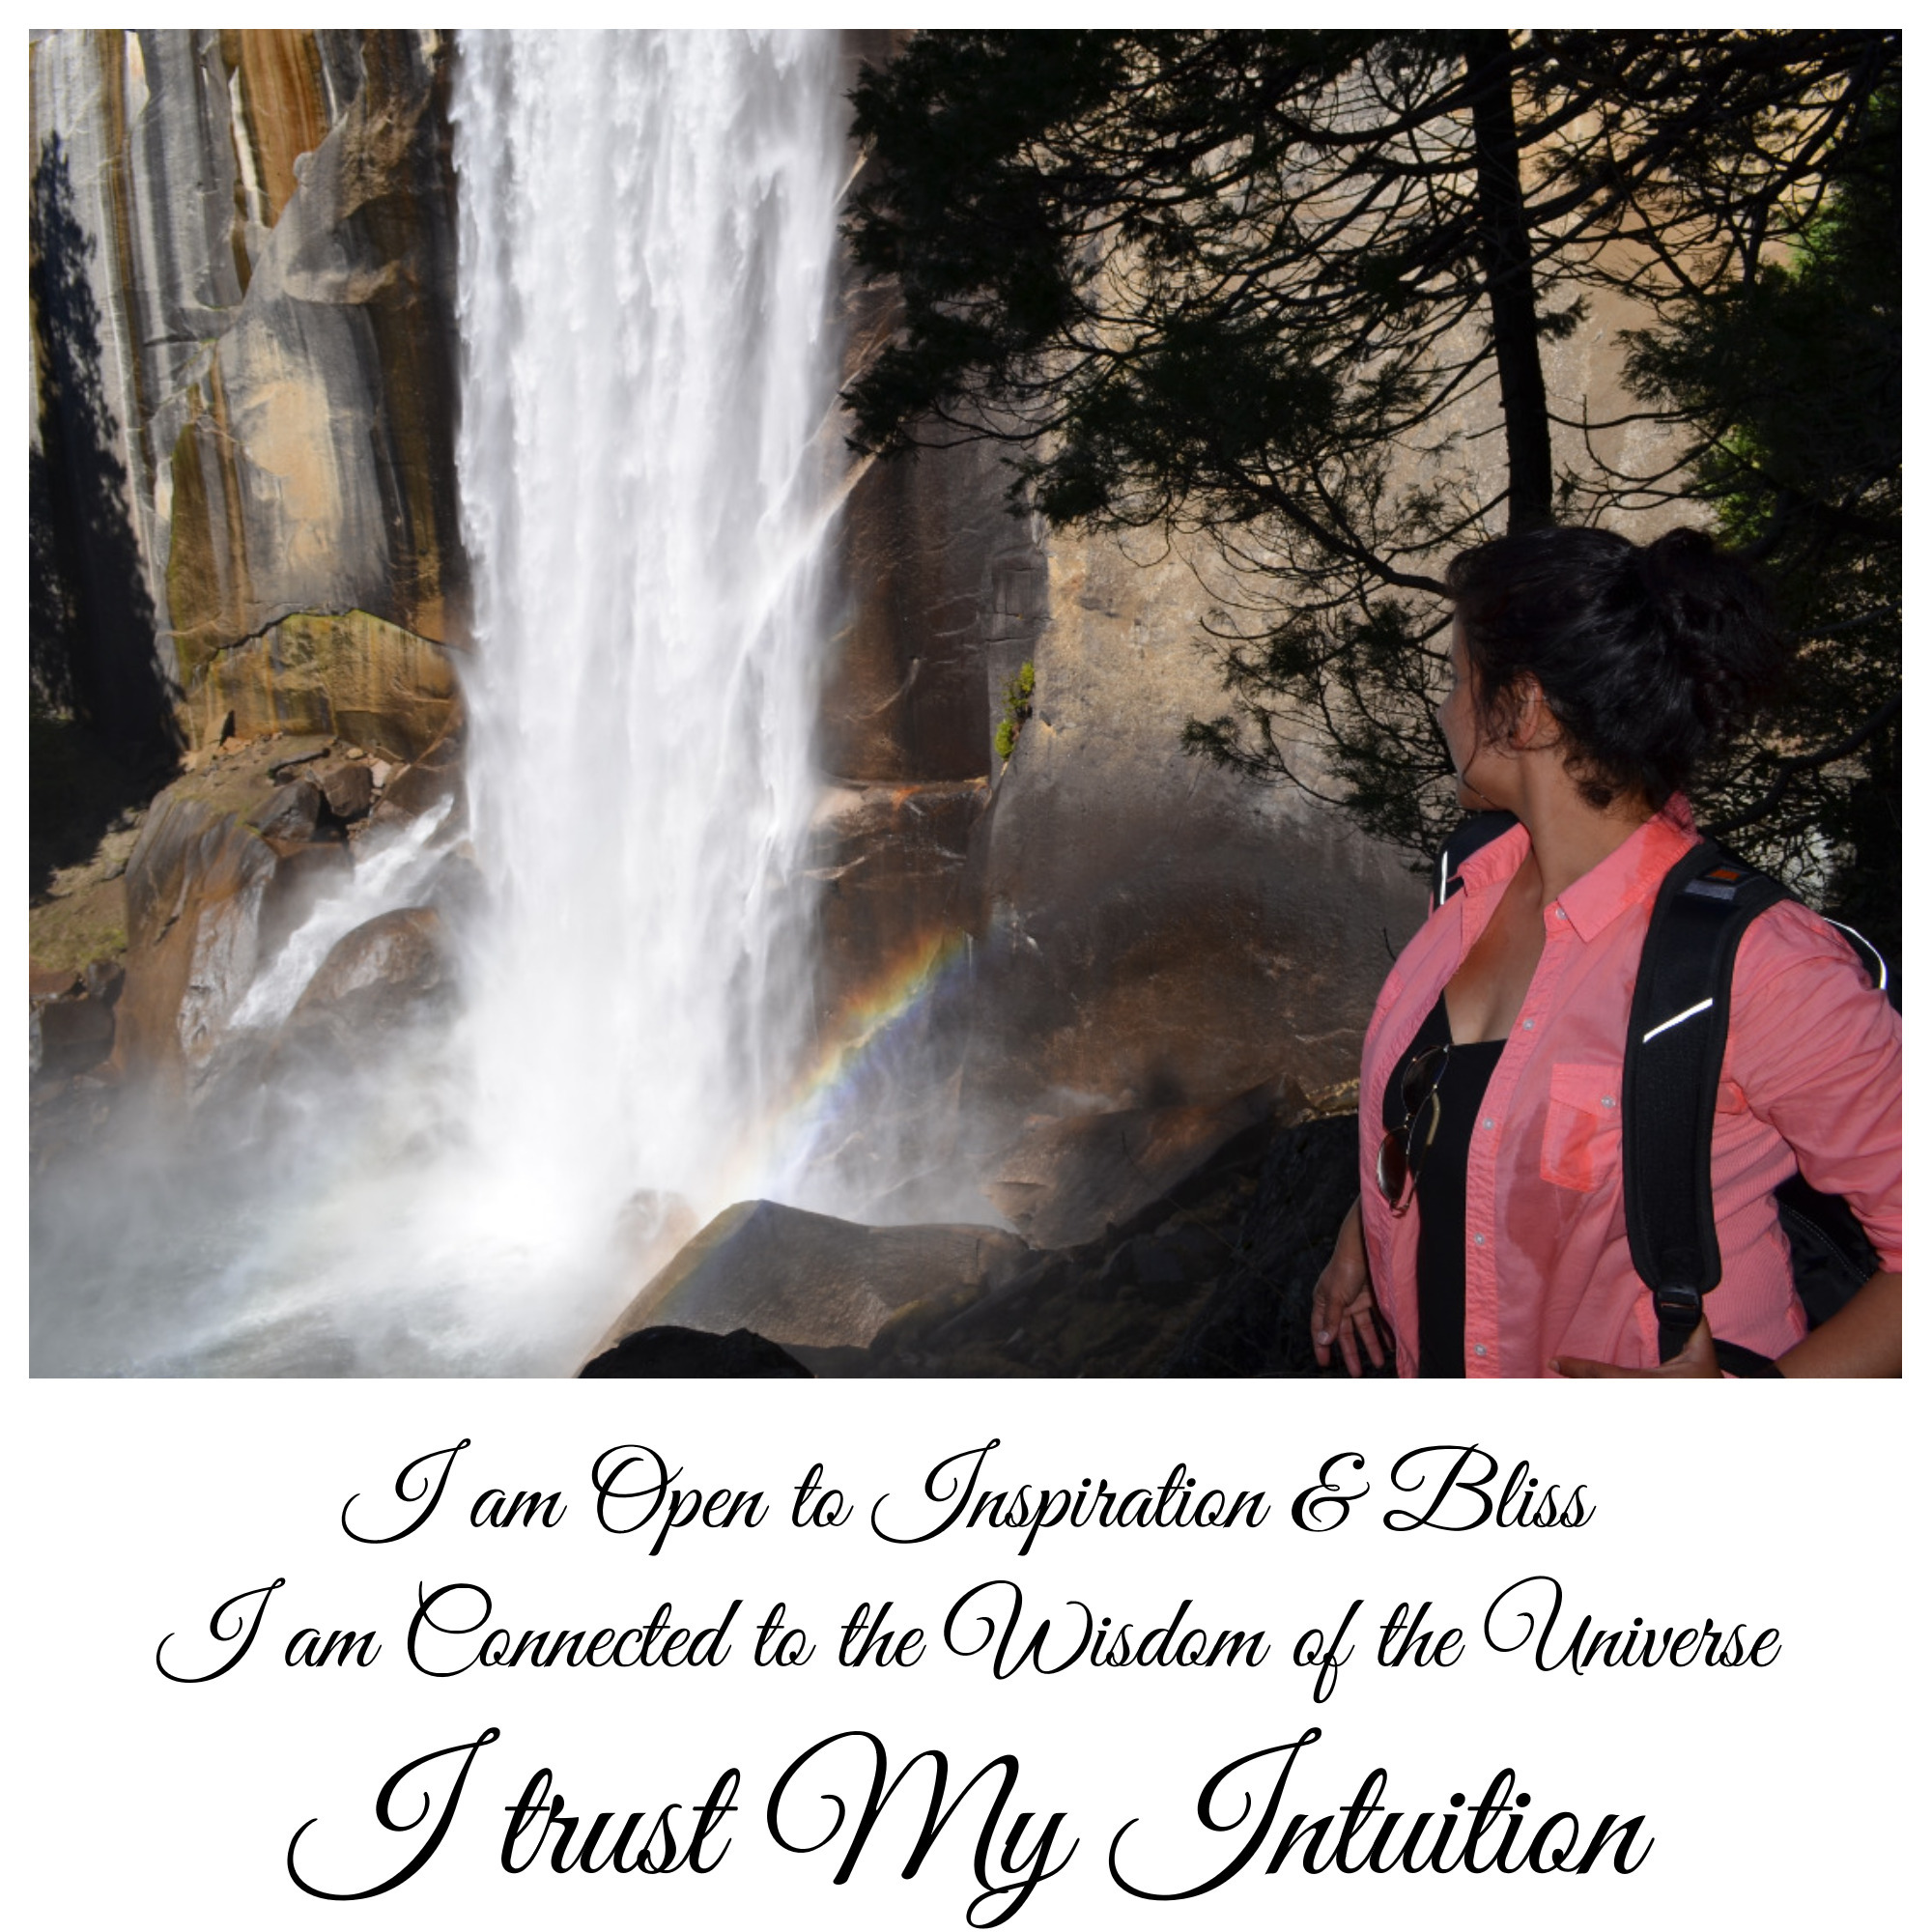 I am Open to Inspiration & Bliss
I am Connected to the Wisdom of the Universe
I trust My Intuition